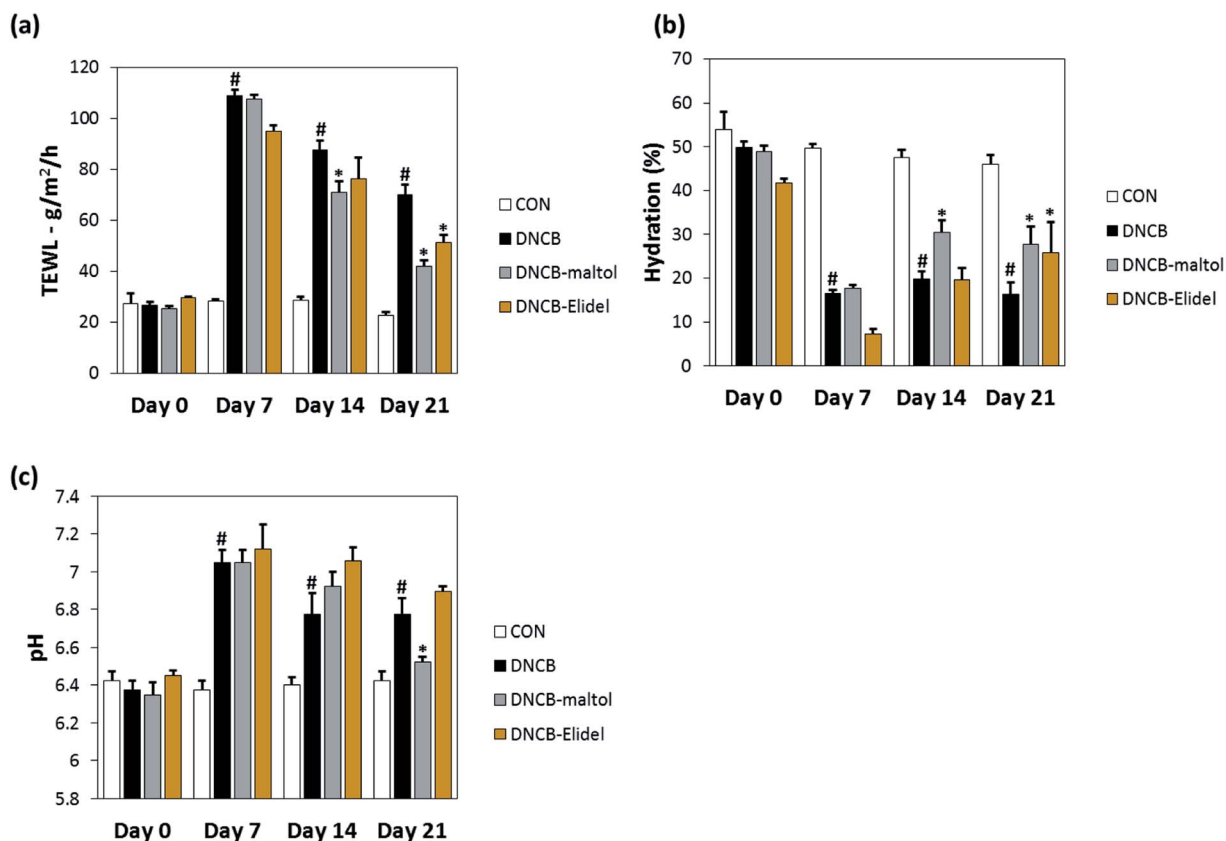 (a)
120
100
80
60
40
20
0
TEWL - g/m²/h
#
#
*
#
*
*
Day 0 Day 7 Day 14 Day 21
CON
DNCB
DNCB-maltol
DNCB-Elidel
(b)
70
60
50
40
30
20
10
0
Hydration (%)
#
#
*
#
*
*
Day 0 Day 7 Day 14 Day 21
CON
DNCB
DNCB-maltol
DNCB-Elidel
(c)
7.4
7.2
7
6.8
6.6
6.4
6.2
6
5.8
pH
#
#
#
*
Day 0 Day 7 Day 14 Day 21
CON
DNCB
DNCB-maltol
DNCB-Elidel